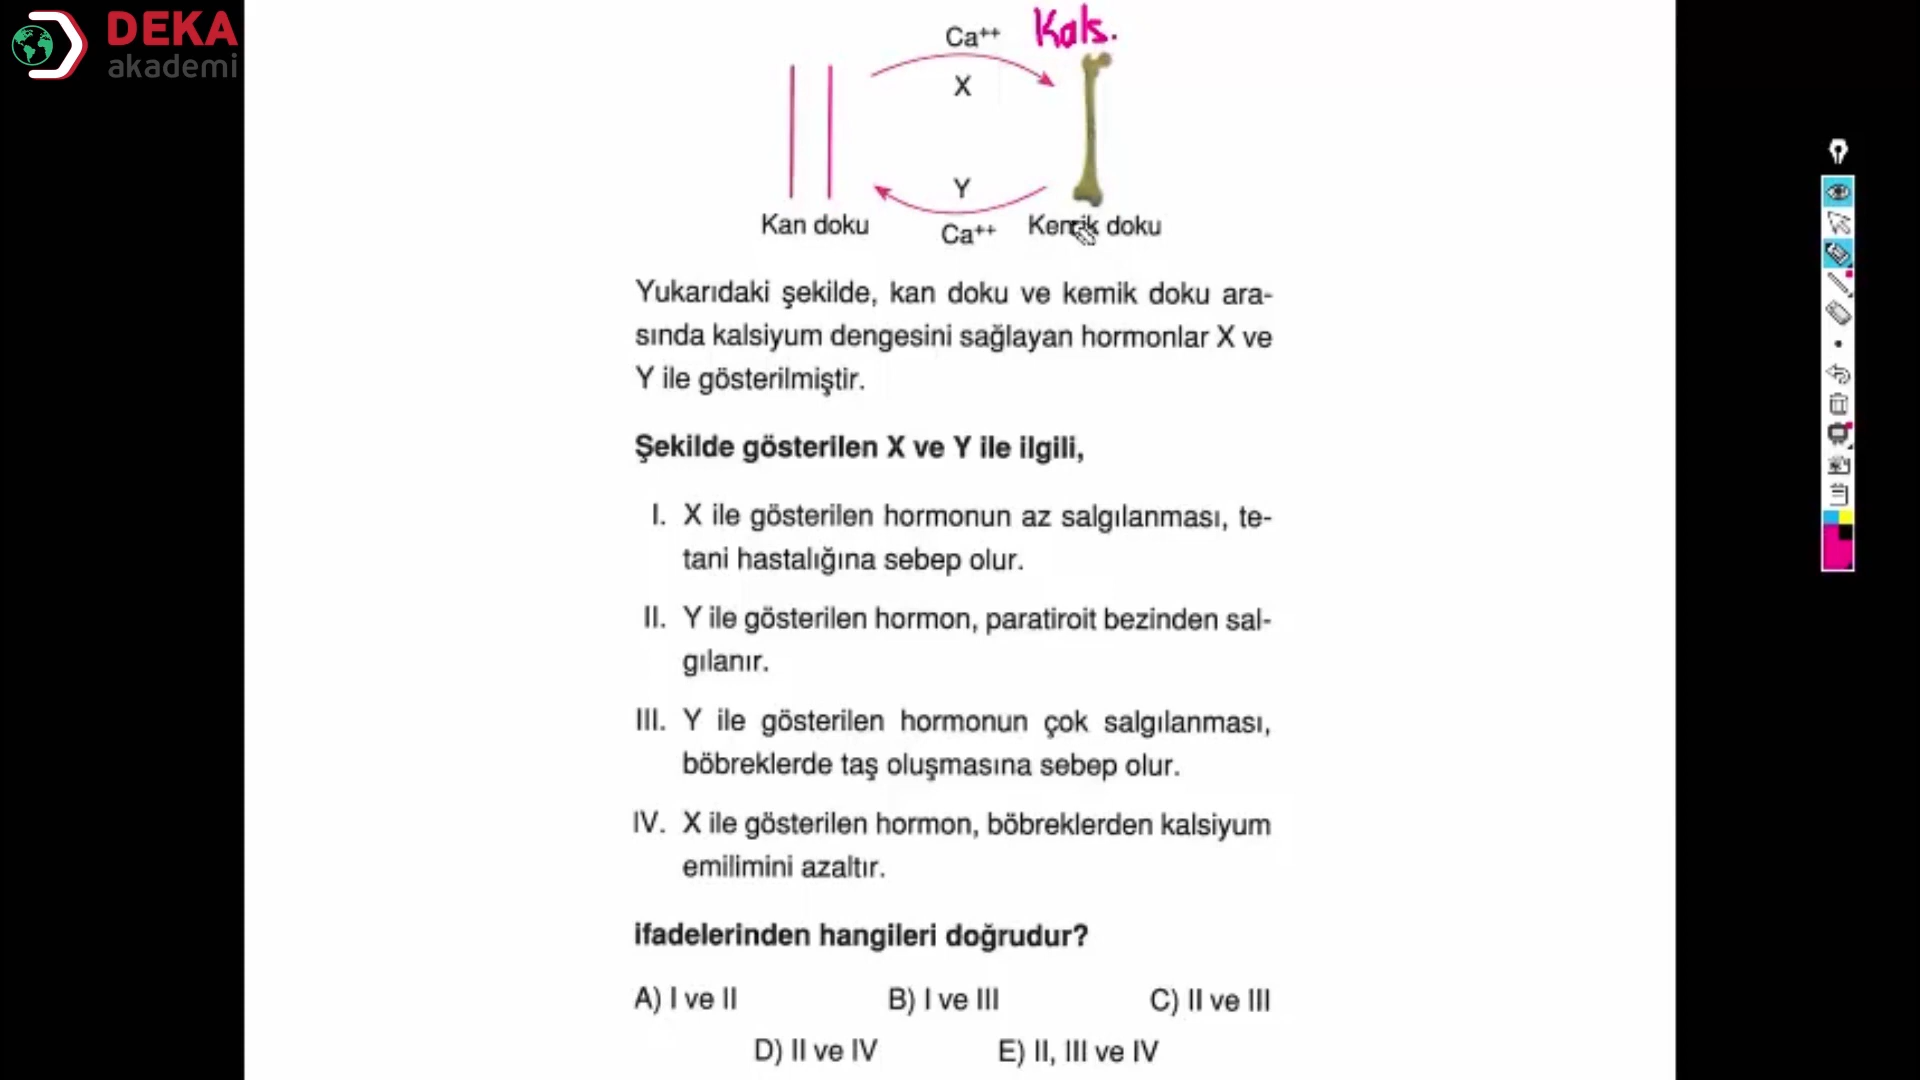 DEKA
akademi
Ca⁺⁺ Kals.
X
Y
Kan doku Ca⁺⁺ Kemik doku
Yukarıdaki şekilde, kan doku ve kemik doku ara-
sında kalsiyum dengesini sağlayan hormonlar X ve
Y ile gösterilmiştir.
Şekilde gösterilen X ve Y ile ilgili,
I. X ile gösterilen hormonun az salgılanması, te-
tani hastalığına sebep olur.
II. Y ile gösterilen hormon, paratiroit bezinden sal-
gılanır.
III. Y ile gösterilen hormonun çok salgılanması,
böbreklerde taş oluşmasına sebep olur.
IV. X ile gösterilen hormon, böbreklerden kalsiyum
emilimini azaltır.
ifadelerinden hangileri doğrudur?
A) I ve II B) I ve III C) II ve III
D) II ve IV E) II, III ve IV